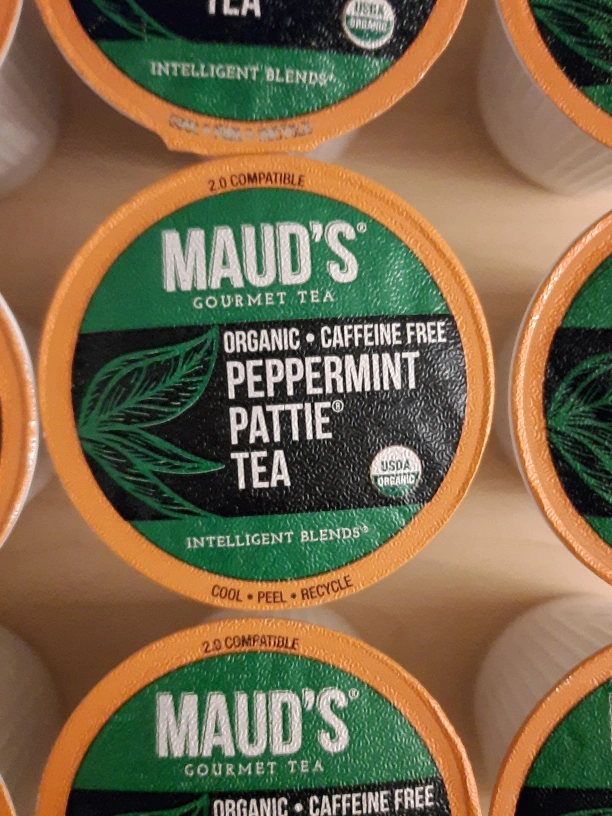 TEA
USDA
ORGANIC
INTELLIGENT BLENDS
2.0 COMPATIBLE
MAUD'S®
GOURMET TEA
ORGANIC • CAFFEINE FREE
PEPPERMINT
PATTIE®
TEA
USDA
ORGANIC
INTELLIGENT BLENDS®
COOL • PEEL • RECYCLE
2.0 COMPATIBLE
MAUD'S®
GOURMET TEA
ORGANIC • CAFFEINE FREE